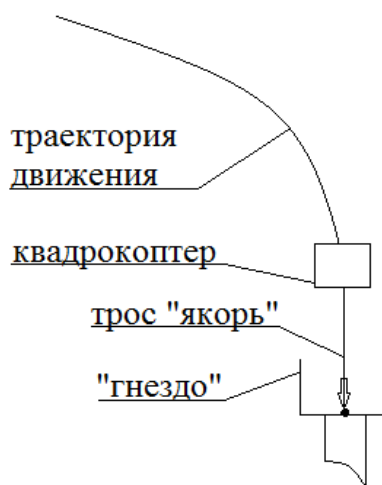 траектория
движения
квадрокоптер
трос "якорь"
"гнездо"